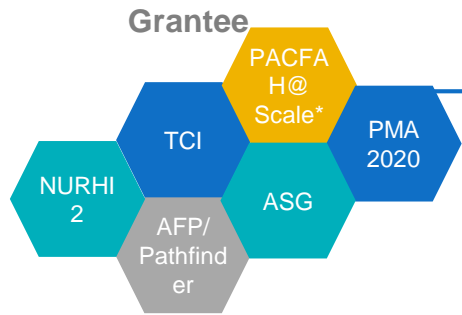 Grantee
PACFA
H@
Scale*
TCI
PMA
2020
NURHI
2
ASG
AFP/
Pathfind
er